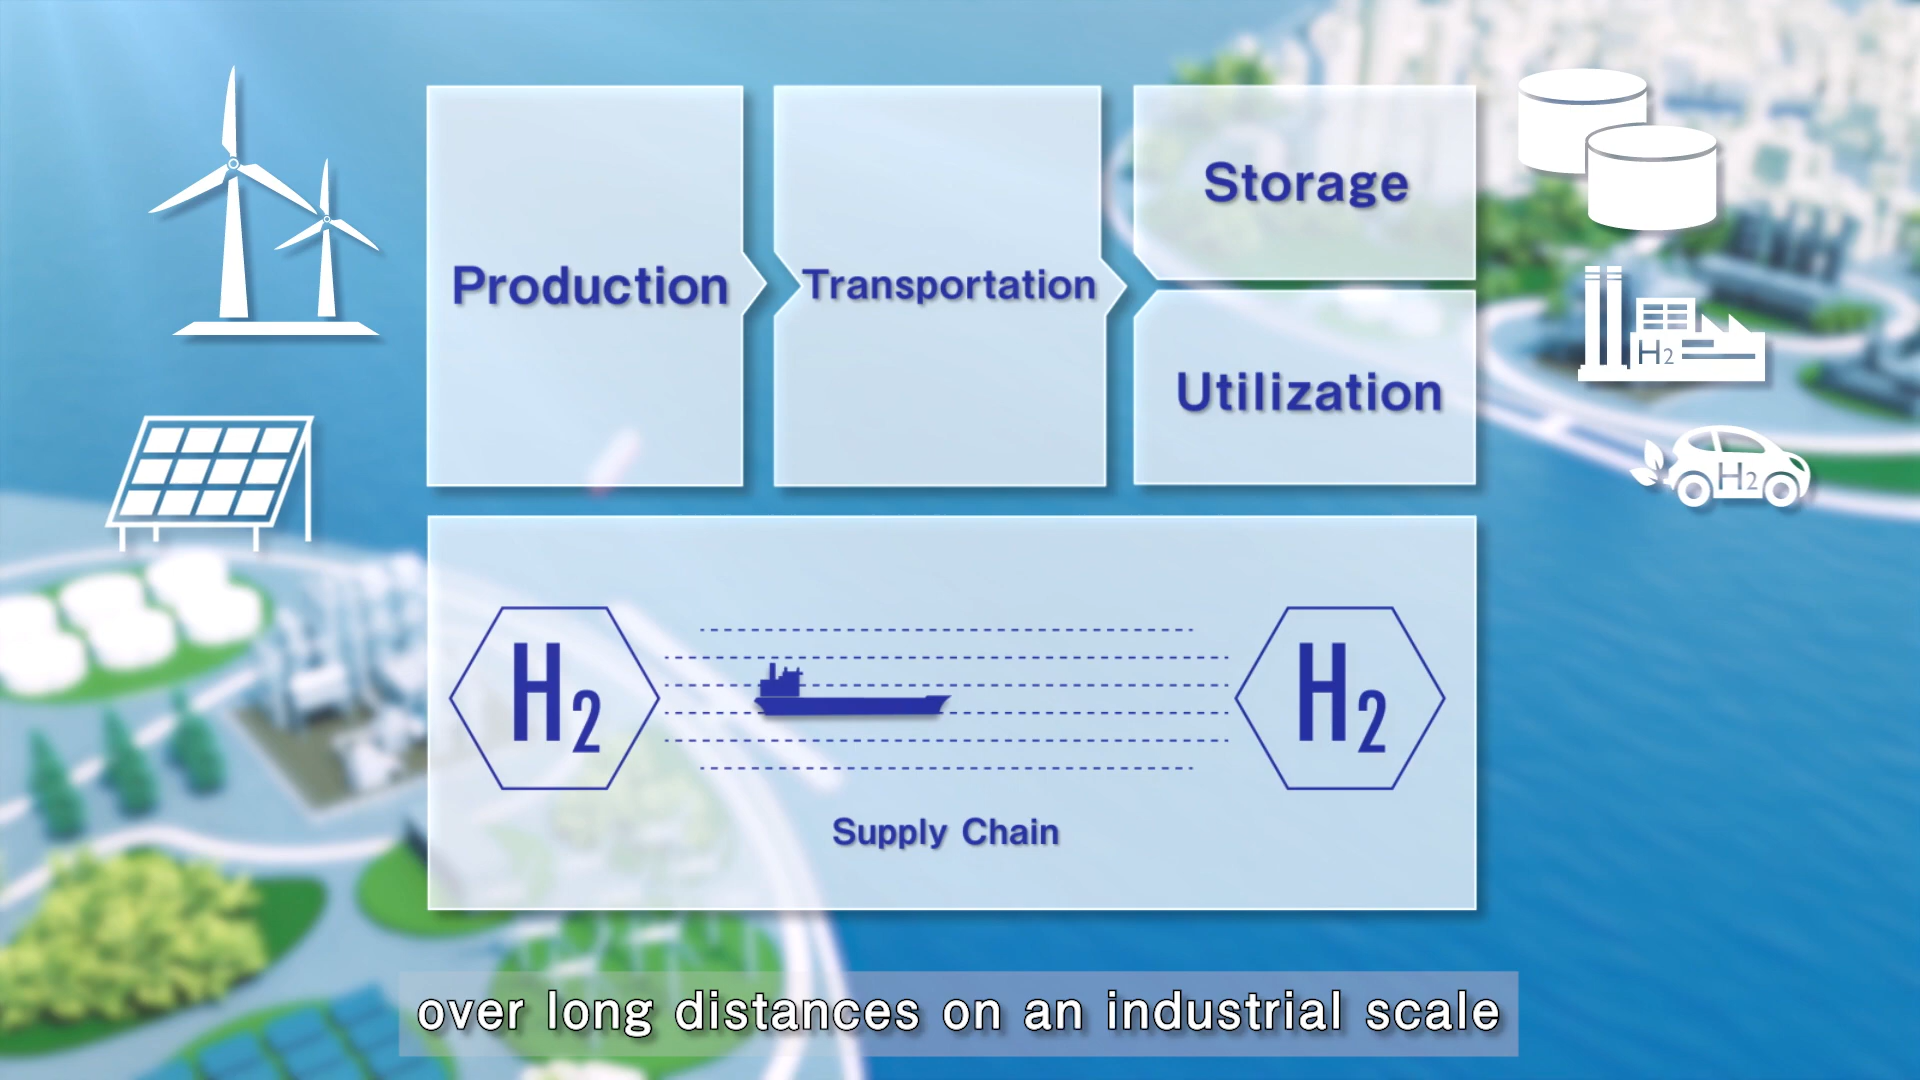 Production
Transportation
Storage
Utilization
H2
H2
H2
H2
Supply Chain
over long distances on an industrial scale